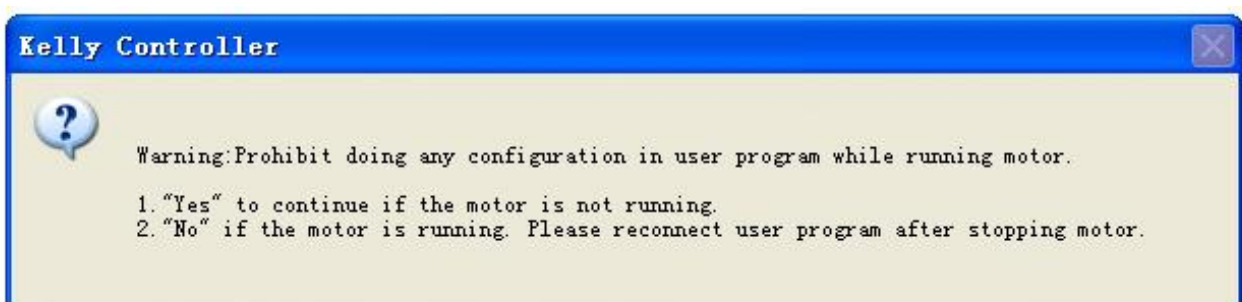 Kelly Controller
Warning:Prohibit doing any configuration in user program while running motor.
1."Yes" to continue if the motor is not running.
2."No" if the motor is running. Please reconnect user program after stopping motor.